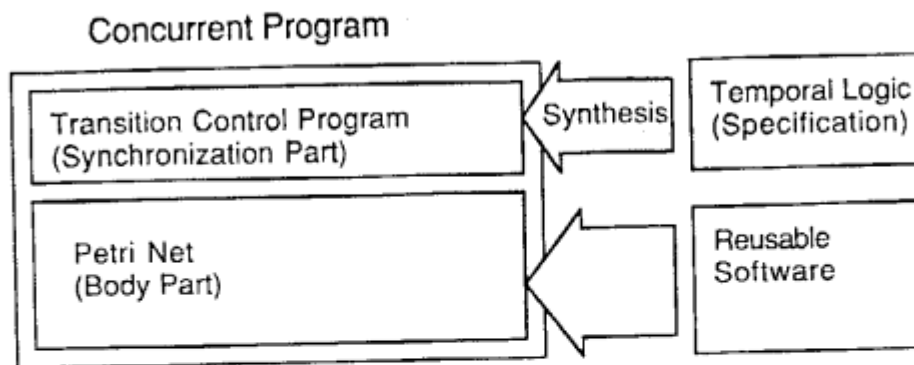 Concurrent Program
Transition Control Program
(Synchronization Part)
Synthesis
Temporal Logic
(Specification)
Petri Net
(Body Part)
Reusable
Software